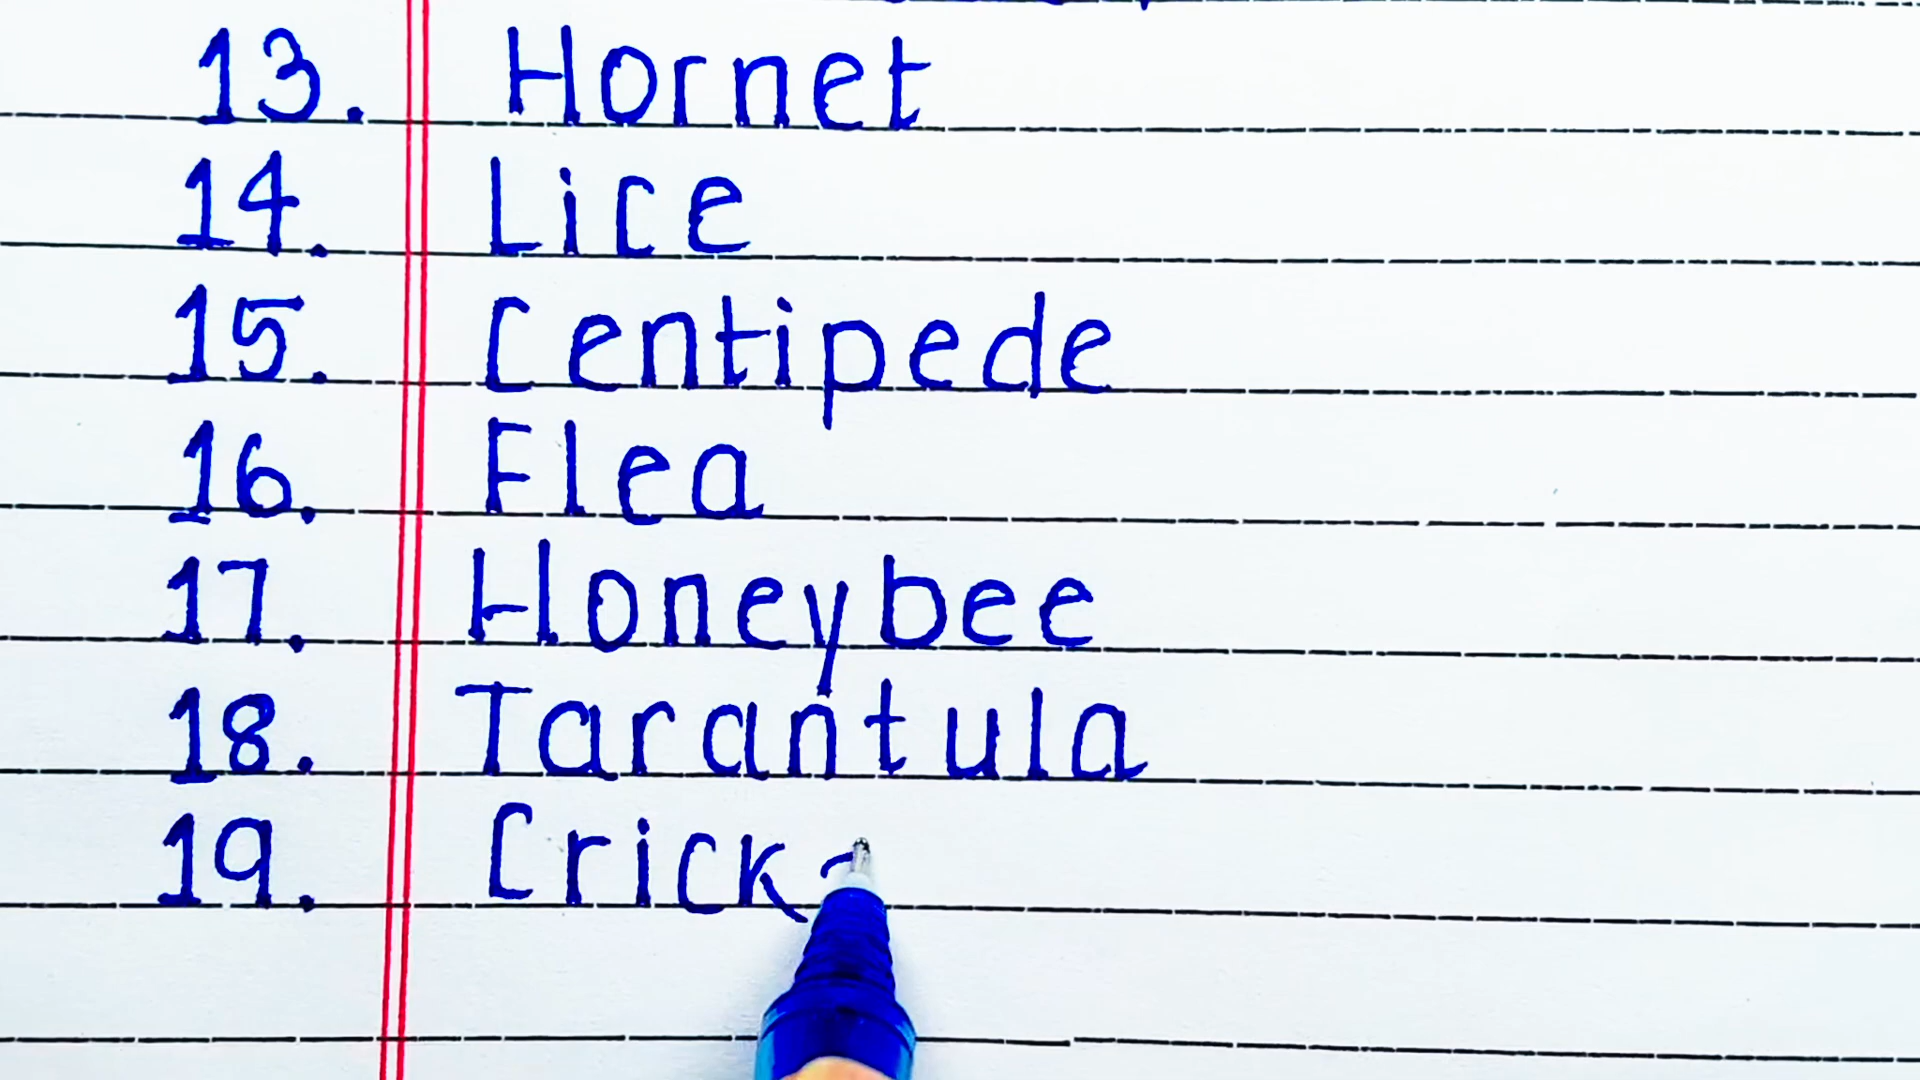 13. Hornet
14. Lice
15. Centipede
16. Flea
17. Honeybee
18. Tarantula
19. Crick